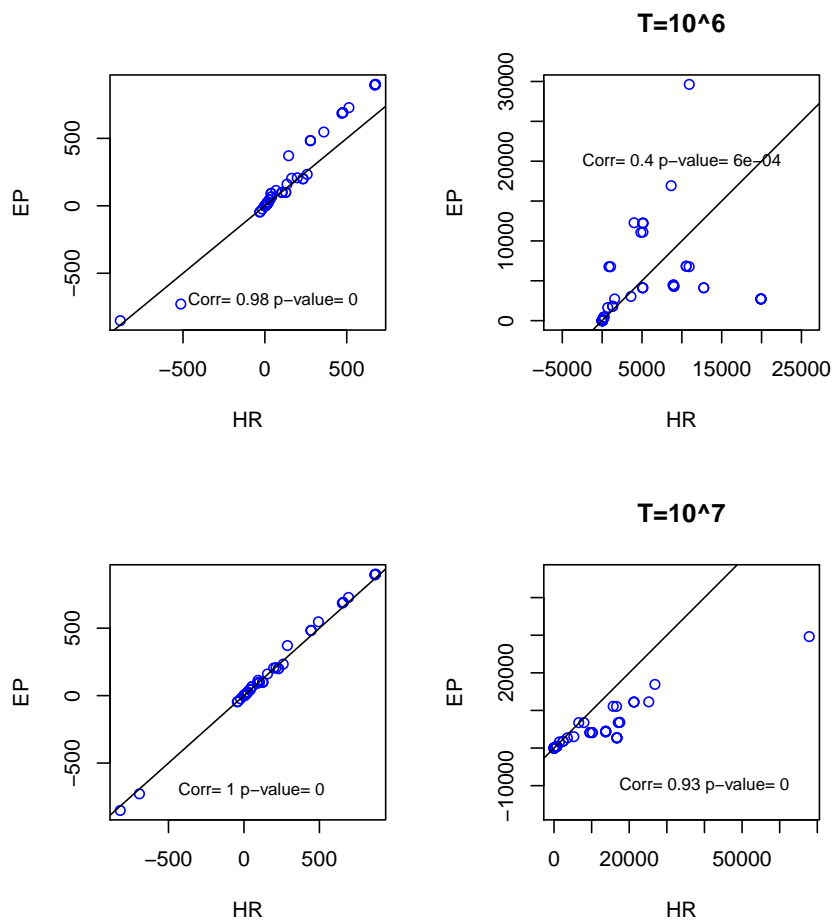 T=10^6
EP
500
0
−500
Corr= 0.98 p−value= 0
−500 0 500
HR
EP
30000
20000
10000
0
Corr= 0.4 p−value= 6e−04
−5000 5000 15000 25000
HR
T=10^7
EP
500
0
−500
Corr= 1 p−value= 0
−500 0 500
HR
EP
20000
−10000
Corr= 0.93 p−value= 0
0 20000 50000
HR